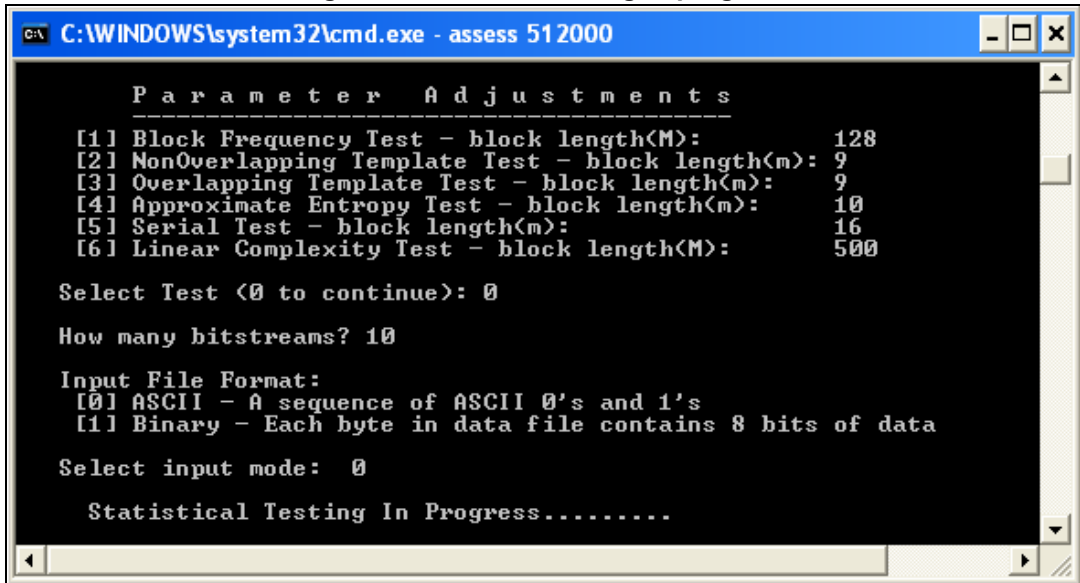 C:\WINDOWS\system32\cmd.exe - assess 512000
P a r a m e t e r   A d j u s t m e n t s
-----------------------------------------
[1] Block Frequency Test - block length(M): 128
[2] NonOverlapping Template Test - block length(m): 9
[3] Overlapping Template Test - block length(m): 9
[4] Approximate Entropy Test - block length(m): 10
[5] Serial Test - block length(m): 16
[6] Linear Complexity Test - block length(M): 500
Select Test (0 to continue): 0
How many bitstreams? 10
Input File Format:
[0] ASCII - A sequence of ASCII 0's and 1's
[1] Binary - Each byte in data file contains 8 bits of data
Select input mode: 0
Statistical Testing In Progress.........